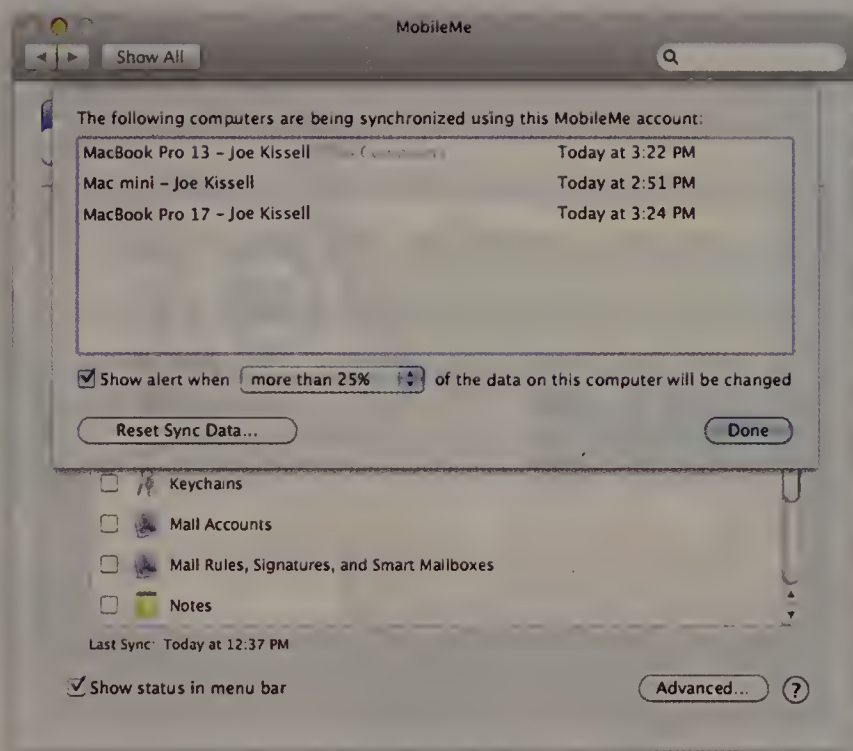 MobileMe
Show All
The following computers are being synchronized using this MobileMe account:
MacBook Pro 13 – Joe Kissell Today at 3:22 PM
Mac mini – Joe Kissell Today at 2:51 PM
MacBook Pro 17 – Joe Kissell Today at 3:24 PM
Show alert when more than 25% of the data on this computer will be changed
Reset Sync Data... Done
Keychains
Mail Accounts
Mail Rules, Signatures, and Smart Mailboxes
Notes
Last Sync: Today at 12:37 PM
Show status in menu bar Advanced... ?